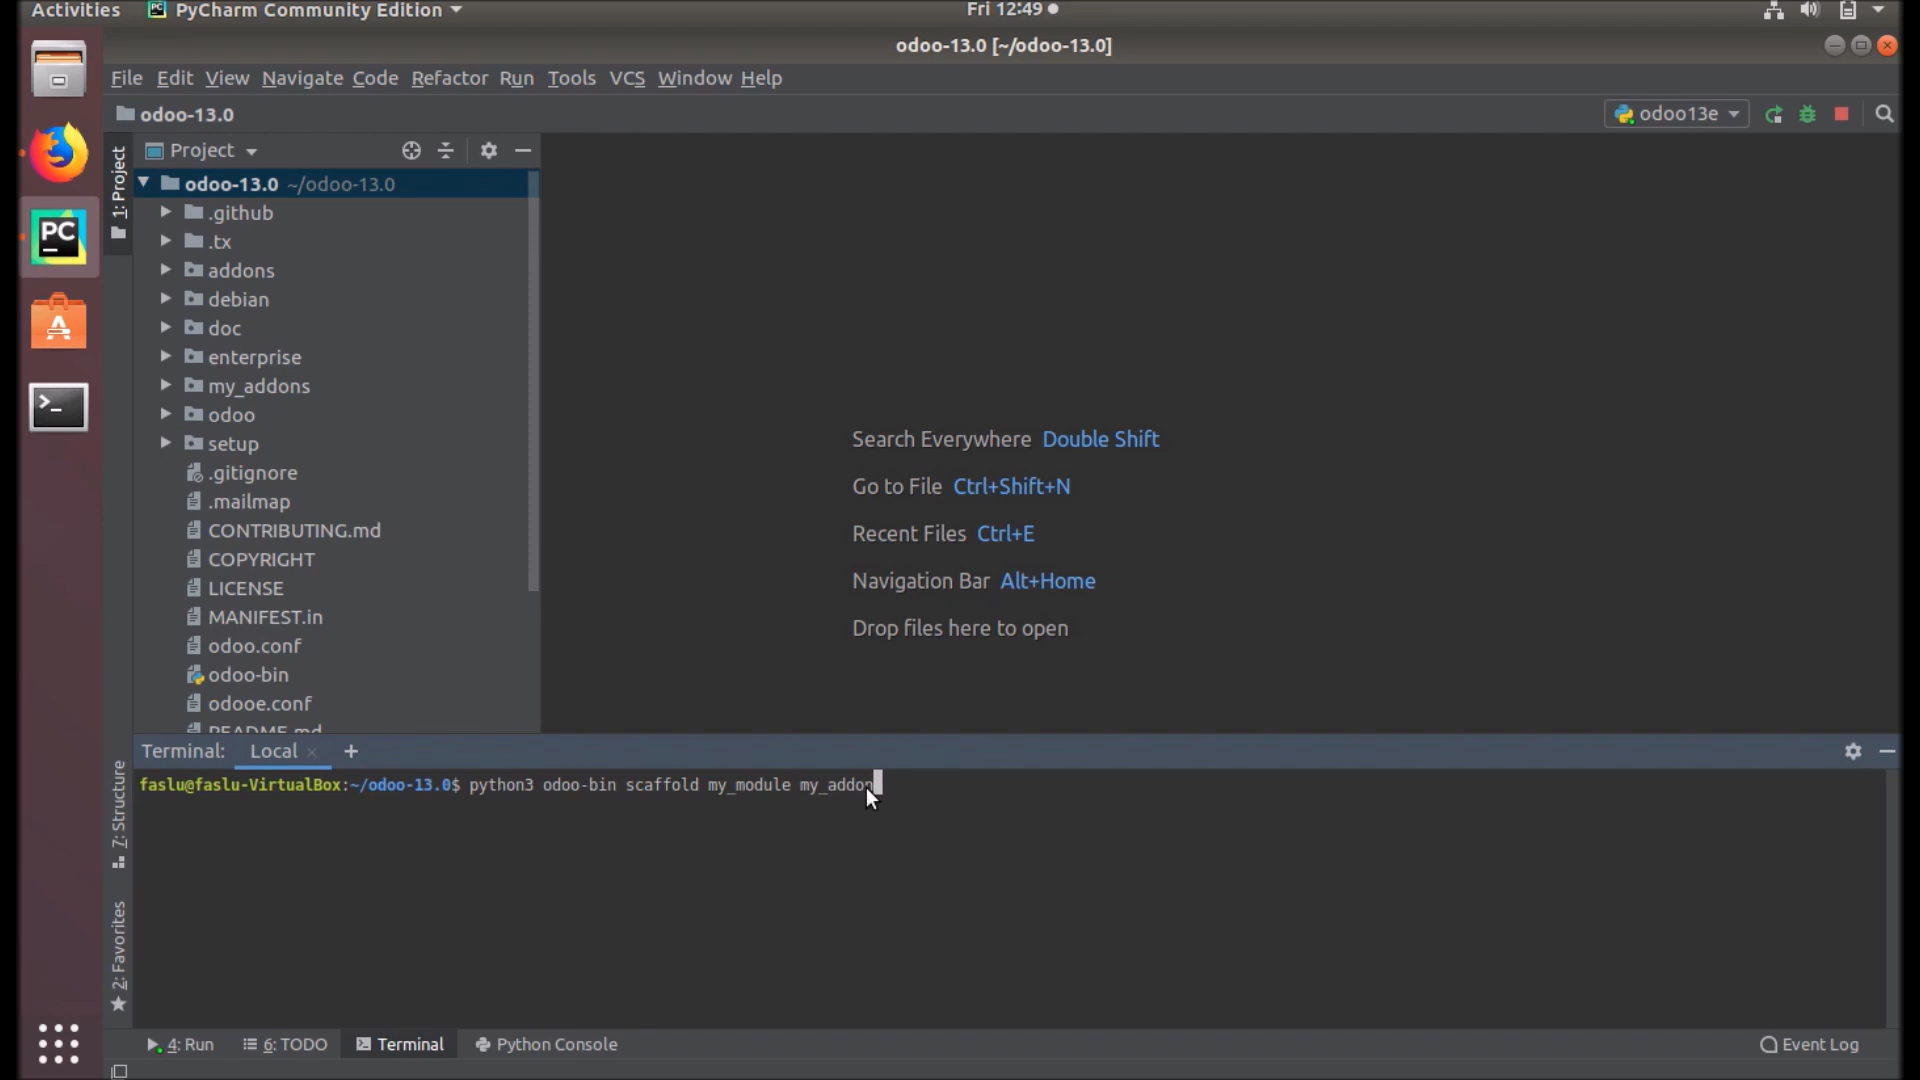 Activities PyCharm Community Edition Fri 12:49
odoo-13.0 [~/odoo-13.0]
File Edit View Navigate Code Refactor Run Tools VCS Window Help
odoo-13.0 odoo13e
1: Project
Project
odoo-13.0 ~/odoo-13.0
.github
.tx
addons
debian
doc
enterprise
my_addons
odoo
setup
.gitignore
.mailmap
CONTRIBUTING.md
COPYRIGHT
LICENSE
MANIFEST.in
odoo.conf
odoo-bin
odooe.conf
README.md
PC
Search Everywhere Double Shift
Go to File Ctrl+Shift+N
Recent Files Ctrl+E
Navigation Bar Alt+Home
Drop files here to open
Terminal: Local +
faslu@faslu-VirtualBox:~/odoo-13.0$ python3 odoo-bin scaffold my_module my_addon
7: Structure
2: Favorites
4: Run 6: TODO Terminal Python Console Event Log